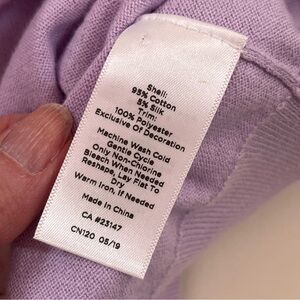 Shell:
95% Cotton
5% Silk
Trim:
100% Polyester
Exclusive Of Decoration
Machine Wash Cold
Gentle Cycle
Only Non-Chlorine
Bleach When Needed
Reshape, Lay Flat To
Dry
Warm Iron, If Needed
Made In China
CA #23147
CN120 05/19